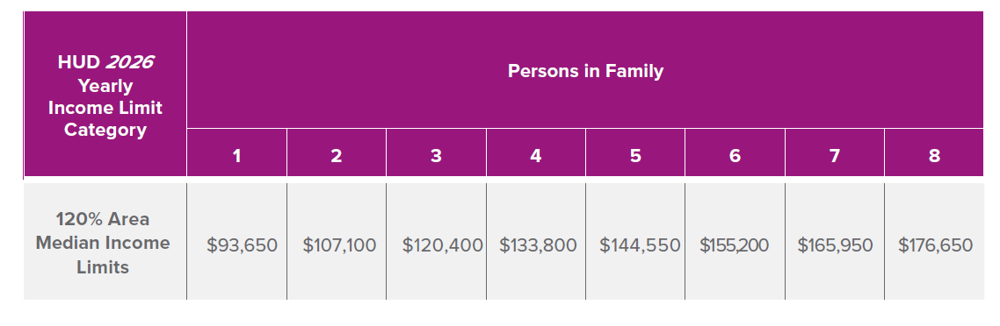 HUD 2026
Yearly
Income Limit
Category
Persons in Family
1 2 3 4 5 6 7 8
120% Area
Median Income
Limits
$93,650 $107,100 $120,400 $133,800 $144,550 $155,200 $165,950 $176,650